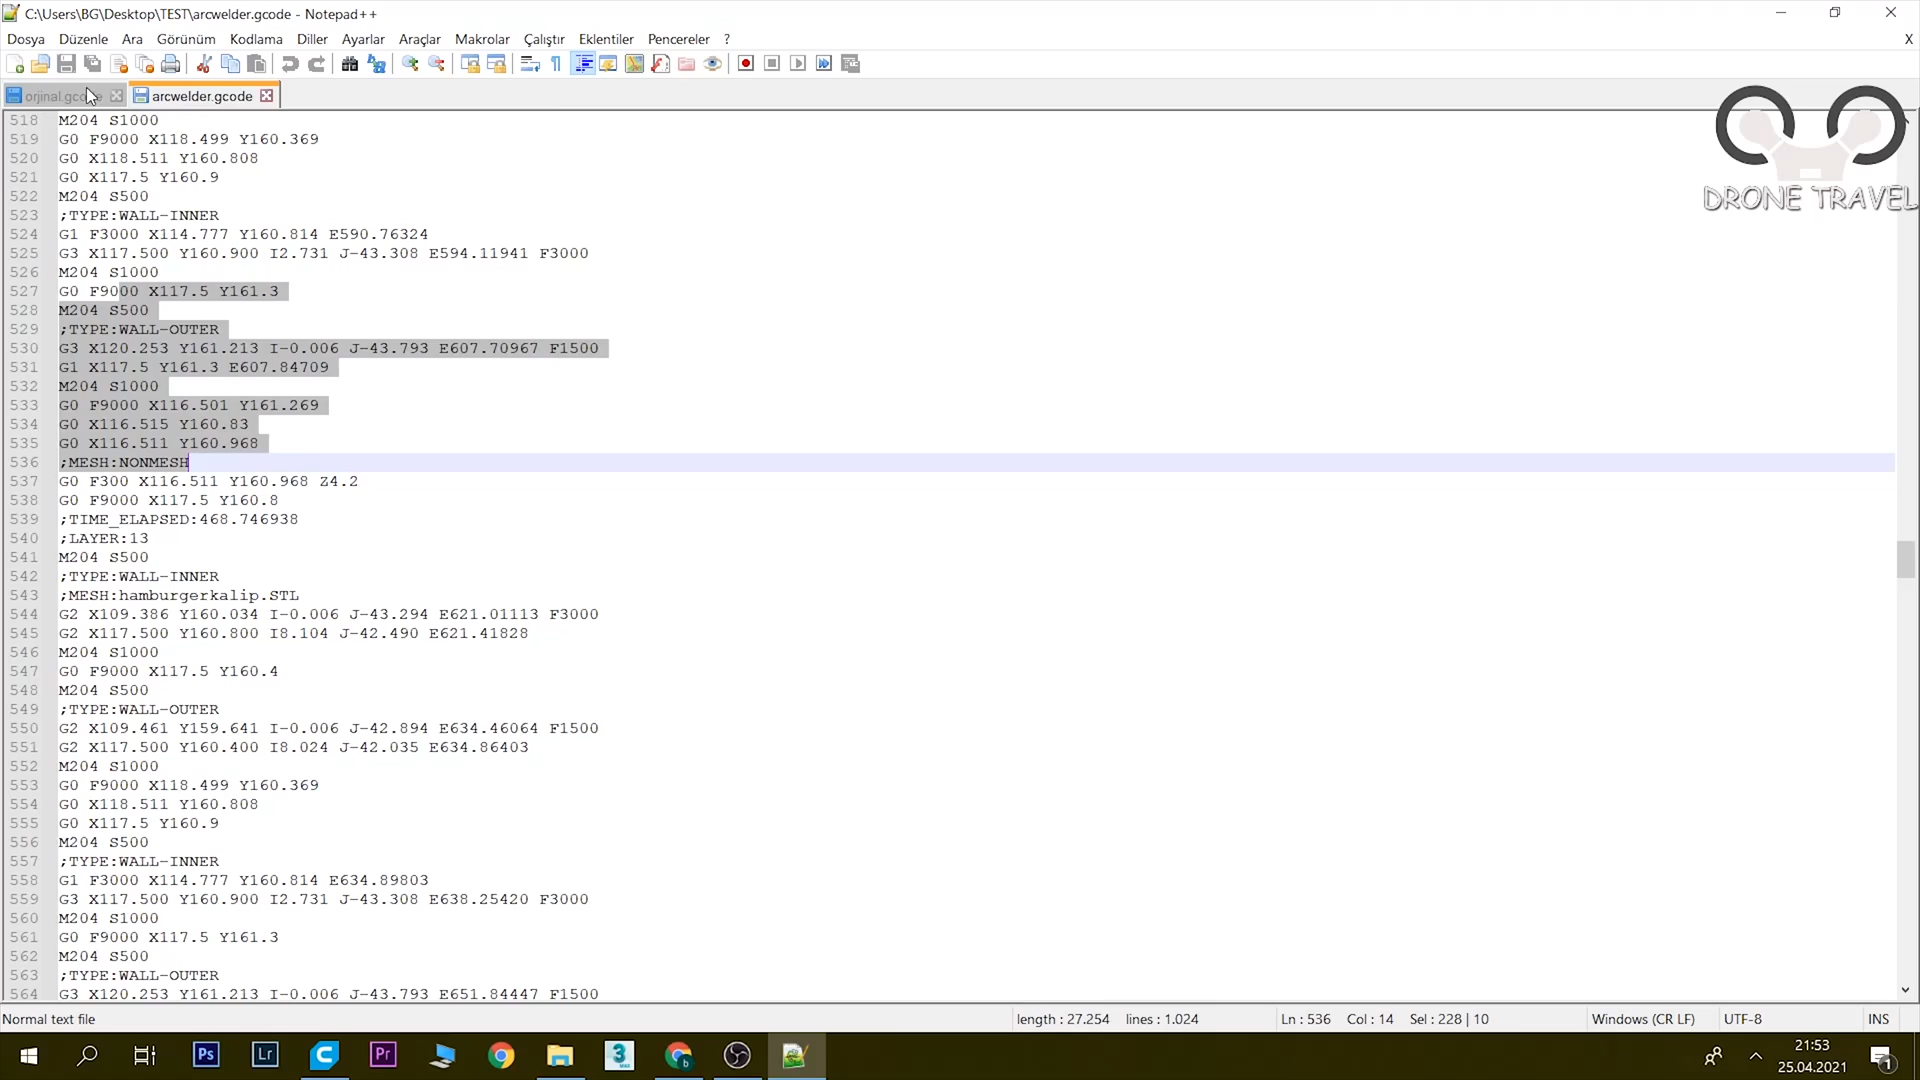 C:\Users\BG\Desktop\TEST\arcwelder.gcode - Notepad++
Dosya Düzenle Ara Görünüm Kodlama Diller Ayarlar Araçlar Makrolar Çalıştır Eklentiler Pencereler ? X
orjinal.gcode arcwelder.gcode
DRONE TRAVEL
518 M204 S1000
519 G0 F9000 X118.499 Y160.369
520 G0 X118.511 Y160.808
521 G0 X117.5 Y160.9
522 M204 S500
523 ;TYPE:WALL-INNER
524 G1 F3000 X114.777 Y160.814 E590.76324
525 G3 X117.500 Y160.900 I2.731 J-43.308 E594.11941 F3000
526 M204 S1000
527 G0 F9000 X117.5 Y161.3
528 M204 S500
529 ;TYPE:WALL-OUTER
530 G3 X120.253 Y161.213 I-0.006 J-43.793 E607.70967 F1500
531 G1 X117.5 Y161.3 E607.84709
532 M204 S1000
533 G0 F9000 X116.501 Y161.269
534 G0 X116.515 Y160.83
535 G0 X116.511 Y160.968
536 ;MESH:NONMESH
537 G0 F300 X116.511 Y160.968 Z4.2
538 G0 F9000 X117.5 Y160.8
539 ;TIME_ELAPSED:468.746938
540 ;LAYER:13
541 M204 S500
542 ;TYPE:WALL-INNER
543 ;MESH:hamburgerkalip.STL
544 G2 X109.386 Y160.034 I-0.006 J-43.294 E621.01113 F3000
545 G2 X117.500 Y160.800 I8.104 J-42.490 E621.41828
546 M204 S1000
547 G0 F9000 X117.5 Y160.4
548 M204 S500
549 ;TYPE:WALL-OUTER
550 G2 X109.461 Y159.641 I-0.006 J-42.894 E634.46064 F1500
551 G2 X117.500 Y160.400 I8.024 J-42.035 E634.86403
552 M204 S1000
553 G0 F9000 X118.499 Y160.369
554 G0 X118.511 Y160.808
555 G0 X117.5 Y160.9
556 M204 S500
557 ;TYPE:WALL-INNER
558 G1 F3000 X114.777 Y160.814 E634.89803
559 G3 X117.500 Y160.900 I2.731 J-43.308 E638.25420 F3000
560 M204 S1000
561 G0 F9000 X117.5 Y161.3
562 M204 S500
563 ;TYPE:WALL-OUTER
564 G3 X120.253 Y161.213 I-0.006 J-43.793 E651.84447 F1500
Normal text file length : 27.254 lines : 1.024 Ln : 536 Col : 14 Sel : 228 | 10 Windows (CR LF) UTF-8 INS
Ps Lr Pr 3 21:53
25.04.2021 1